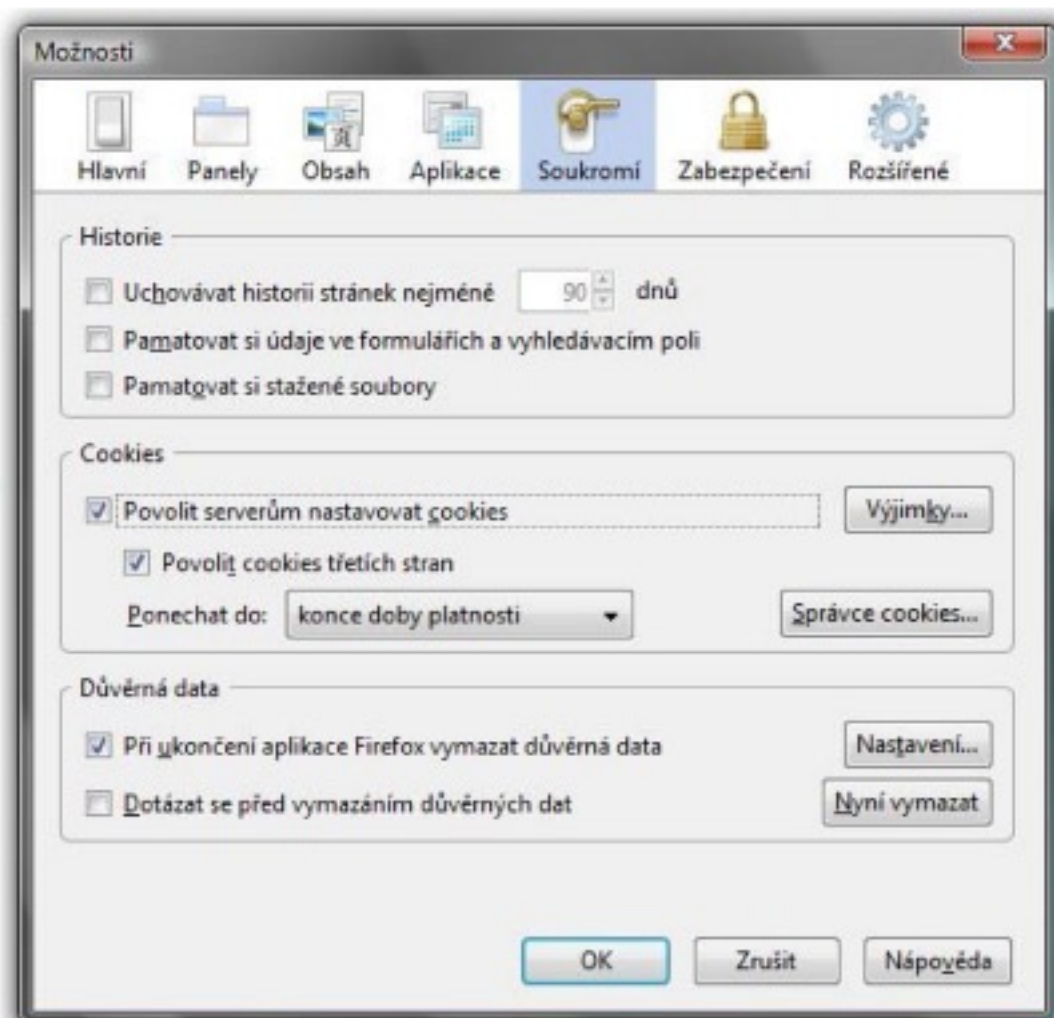 Možnosti
Hlavní Panely Obsah Aplikace Soukromí Zabezpečení Rozšířené
Historie
Uchovávat historii stránek nejméně 90 dnů
Pamatovat si údaje ve formulářích a vyhledávacím poli
Pamatovat si stažené soubory
Cookies
Povolit serverům nastavovat cookies Výjimky...
Povolit cookies třetích stran
Ponechat do: konce doby platnosti Správce cookies...
Důvěrná data
Při ukončení aplikace Firefox vymazat důvěrná data Nastavení...
Dotázat se před vymazáním důvěrných dat Nyní vymazat
OK Zrušit Nápověda